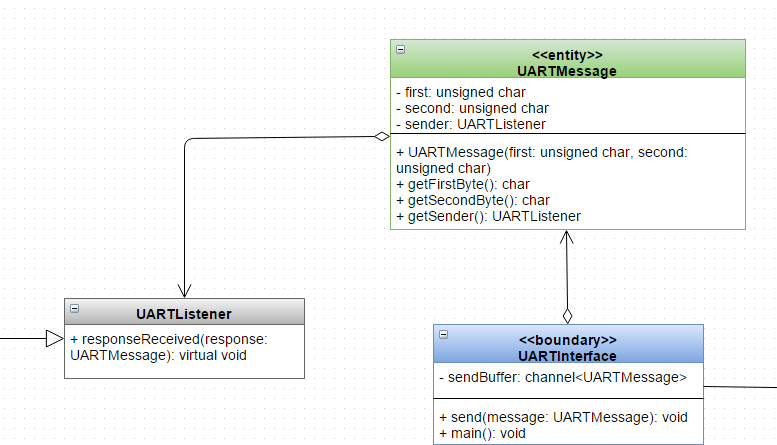 <<entity>>
UARTMessage
- first: unsigned char
- second: unsigned char
- sender: UARTListener
+ UARTMessage(first: unsigned char, second:
unsigned char)
+ getFirstByte(): char
+ getSecondByte(): char
+ getSender(): UARTListener
UARTListener
+ responseReceived(response:
UARTMessage): virtual void
<<boundary>>
UARTInterface
- sendBuffer: channel<UARTMessage>
+ send(message: UARTMessage): void
+ main(): void